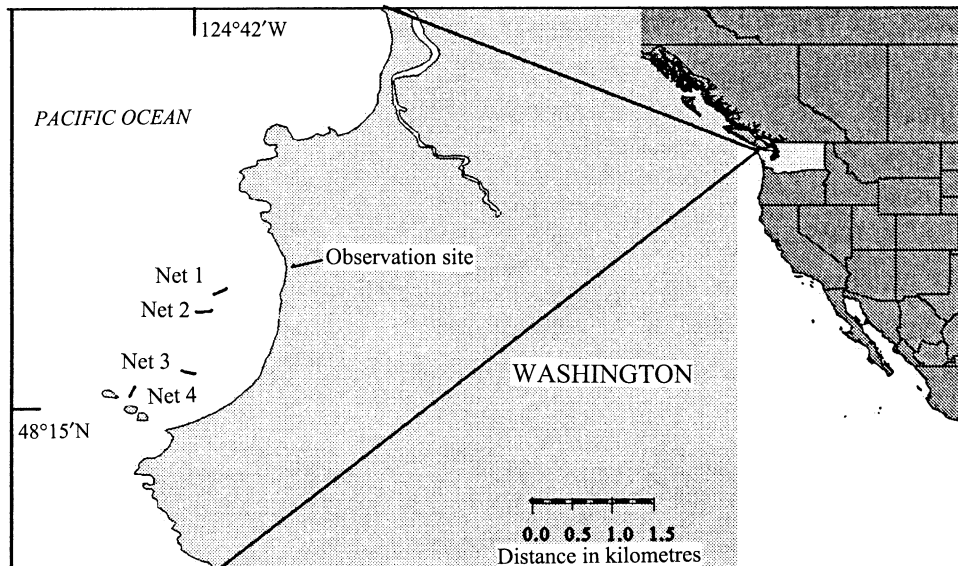 124°42′W
PACIFIC OCEAN
Observation site
Net 1
Net 2
Net 3
Net 4
WASHINGTON
48°15′N
0.0 0.5 1.0 1.5
Distance in kilometres